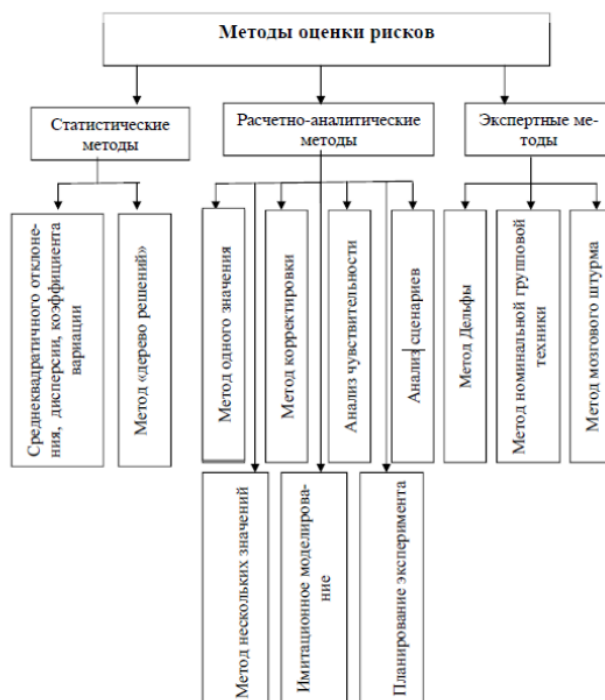 Методы оценки рисков
Статистические
методы
Расчетно-аналитические
методы
Экспертные ме-
тоды
Среднеквадратичного отклоне-
ния, дисперсии, коэффициента
вариации
Метод «дерево решений»
Метод одного значения
Метод корректировки
Анализ чувствительности
Анализ сценариев
Метод Дельфы
Метод номинальной групповой
техники
Метод мозгового штурма
Метод нескольких значений
Имитационное моделирова-
ние
Планирование эксперимента